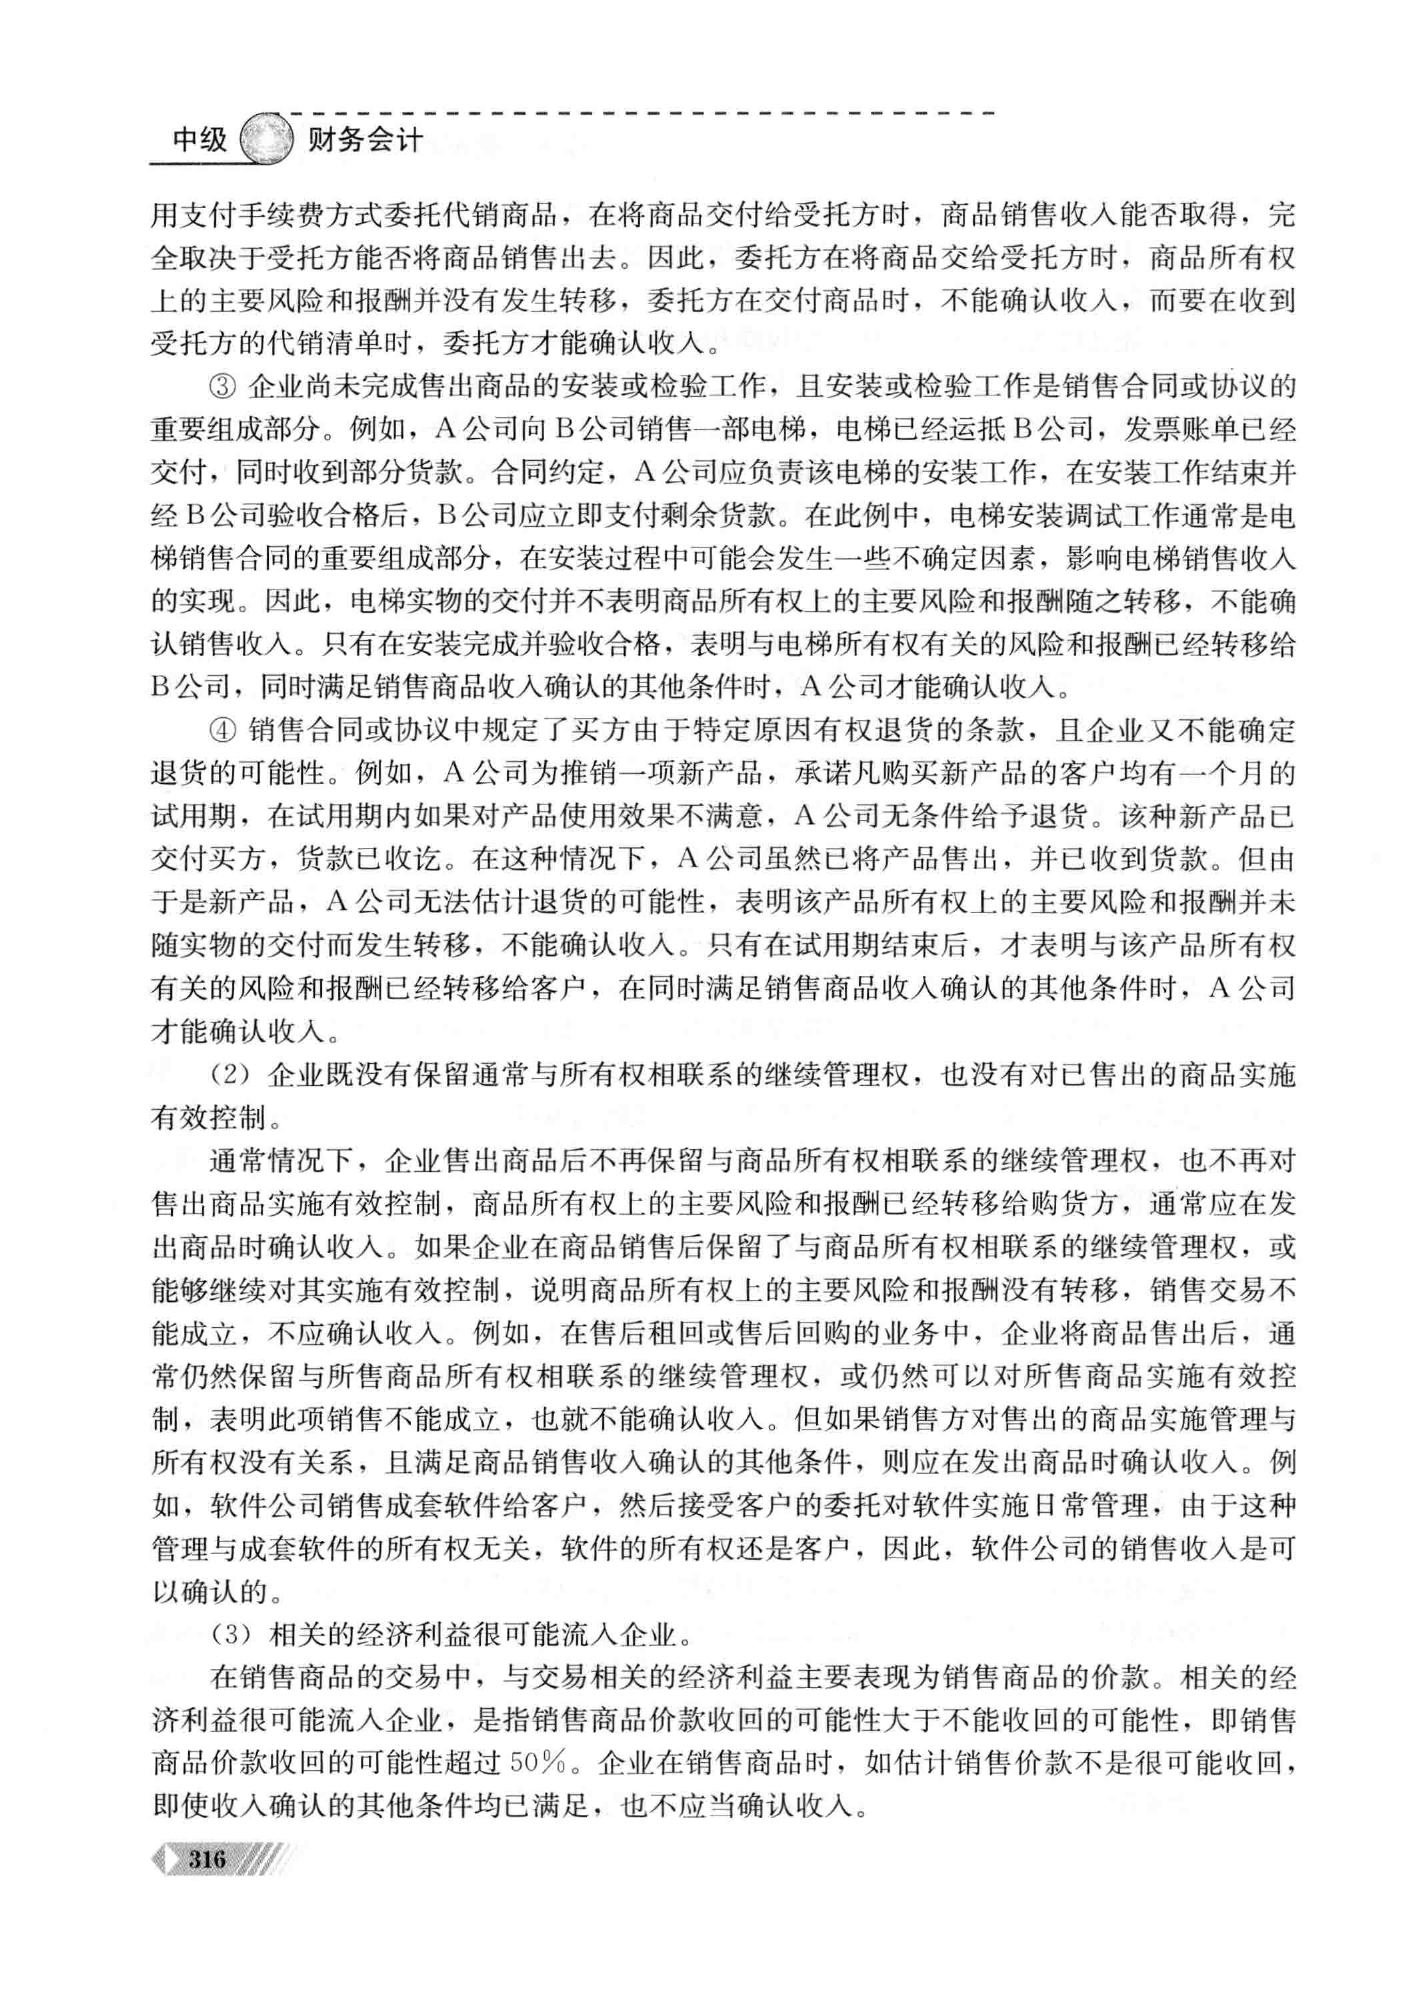 中级 财务会计
用支付手续费方式委托代销商品，在将商品交付给受托方时，商品销售收入能否取得，完
全取决于受托方能否将商品销售出去。因此，委托方在将商品交给受托方时，商品所有权
上的主要风险和报酬并没有发生转移，委托方在交付商品时，不能确认收入，而要在收到
受托方的代销清单时，委托方才能确认收入。
③ 企业尚未完成售出商品的安装或检验工作，且安装或检验工作是销售合同或协议的
重要组成部分。例如，A公司向B公司销售一部电梯，电梯已经运抵B公司，发票账单已经
交付，同时收到部分货款。合同约定，A公司应负责该电梯的安装工作，在安装工作结束并
经B公司验收合格后，B公司应立即支付剩余货款。在此例中，电梯安装调试工作通常是电
梯销售合同的重要组成部分，在安装过程中可能会发生一些不确定因素，影响电梯销售收入
的实现。因此，电梯实物的交付并不表明商品所有权上的主要风险和报酬随之转移，不能确
认销售收入。只有在安装完成并验收合格，表明与电梯所有权有关的风险和报酬已经转移给
B公司，同时满足销售商品收入确认的其他条件时，A公司才能确认收入。
④ 销售合同或协议中规定了买方由于特定原因有权退货的条款，且企业又不能确定
退货的可能性。例如，A公司为推销一项新产品，承诺凡购买新产品的客户均有一个月的
试用期，在试用期内如果对产品使用效果不满意，A公司无条件给予退货。该种新产品已
交付买方，货款已收讫。在这种情况下，A公司虽然已将产品售出，并已收到货款。但由
于是新产品，A公司无法估计退货的可能性，表明该产品所有权上的主要风险和报酬并未
随实物的交付而发生转移，不能确认收入。只有在试用期结束后，才表明与该产品所有权
有关的风险和报酬已经转移给客户，在同时满足销售商品收入确认的其他条件时，A公司
才能确认收入。
（2）企业既没有保留通常与所有权相联系的继续管理权，也没有对已售出的商品实施
有效控制。
通常情况下，企业售出商品后不再保留与商品所有权相联系的继续管理权，也不再对
售出商品实施有效控制，商品所有权上的主要风险和报酬已经转移给购货方，通常应在发
出商品时确认收入。如果企业在商品销售后保留了与商品所有权相联系的继续管理权，或
能够继续对其实施有效控制，说明商品所有权上的主要风险和报酬没有转移，销售交易不
能成立，不应确认收入。例如，在售后租回或售后回购的业务中，企业将商品售出后，通
常仍然保留与所售商品所有权相联系的继续管理权，或仍然可以对所售商品实施有效控
制，表明此项销售不能成立，也就不能确认收入。但如果销售方对售出的商品实施管理与
所有权没有关系，且满足商品销售收入确认的其他条件，则应在发出商品时确认收入。例
如，软件公司销售成套软件给客户，然后接受客户的委托对软件实施日常管理，由于这种
管理与成套软件的所有权无关，软件的所有权还是客户，因此，软件公司的销售收入是可
以确认的。
（3）相关的经济利益很可能流入企业。
在销售商品的交易中，与交易相关的经济利益主要表现为销售商品的价款。相关的经
济利益很可能流入企业，是指销售商品价款收回的可能性大于不能收回的可能性，即销售
商品价款收回的可能性超过50%。企业在销售商品时，如估计销售价款不是很可能收回，
即使收入确认的其他条件均已满足，也不应当确认收入。
316